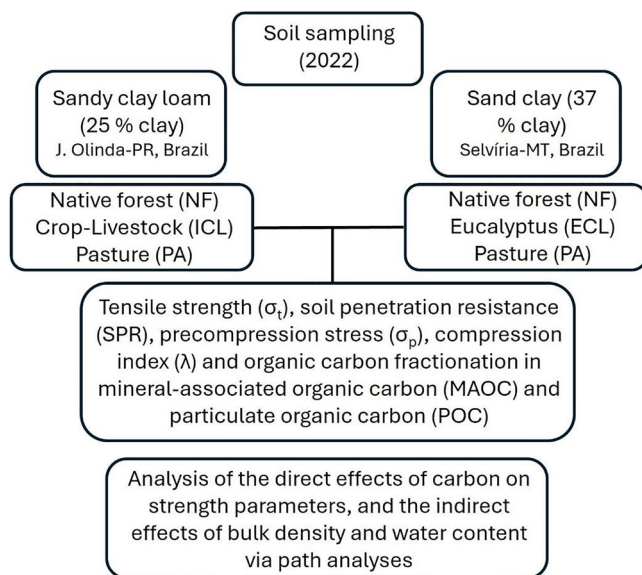 Soil sampling
(2022)
Sandy clay loam
(25 % clay)
J. Olinda-PR, Brazil
Sand clay (37
% clay)
Selvíria-MT, Brazil
Native forest (NF)
Crop-Livestock (ICL)
Pasture (PA)
Native forest (NF)
Eucalyptus (ECL)
Pasture (PA)
Tensile strength (σt), soil penetration resistance
(SPR), precompression stress (σp), compression
index (λ) and organic carbon fractionation in
mineral-associated organic carbon (MAOC) and
particulate organic carbon (POC)
Analysis of the direct effects of carbon on
strength parameters, and the indirect
effects of bulk density and water content
via path analyses